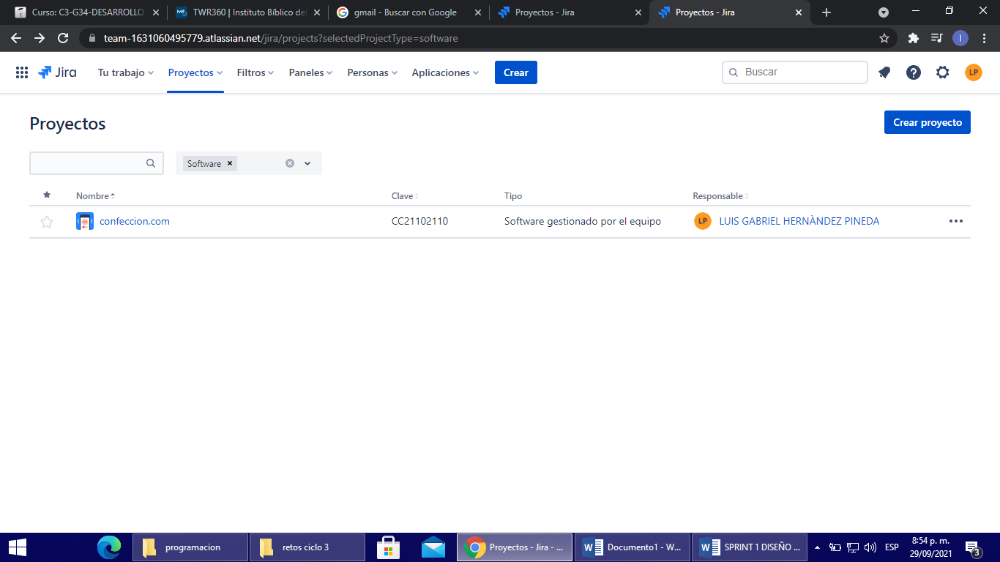 Curso: C3-G34-DESARROLLO
TWR360 | Instituto Bíblico del
gmail - Buscar con Google
Proyectos - Jira
Proyectos - Jira
team-1631060495779.atlassian.net/jira/projects?selectedProjectType=software
I
Jira
Tu trabajo
Proyectos
Filtros
Paneles
Personas
Aplicaciones
Crear
Buscar
LP
Proyectos
Crear proyecto
Software
Nombre
Clave
Tipo
Responsable
confeccion.com
CC21102110
Software gestionado por el equipo
LP
LUIS GABRIEL HERNÀNDEZ PINEDA
programacion
retos ciclo 3
Proyectos - Jira - ...
Documento1 - W...
SPRINT 1 DISEÑO ...
ESP
8:54 p. m.
29/09/2021
3